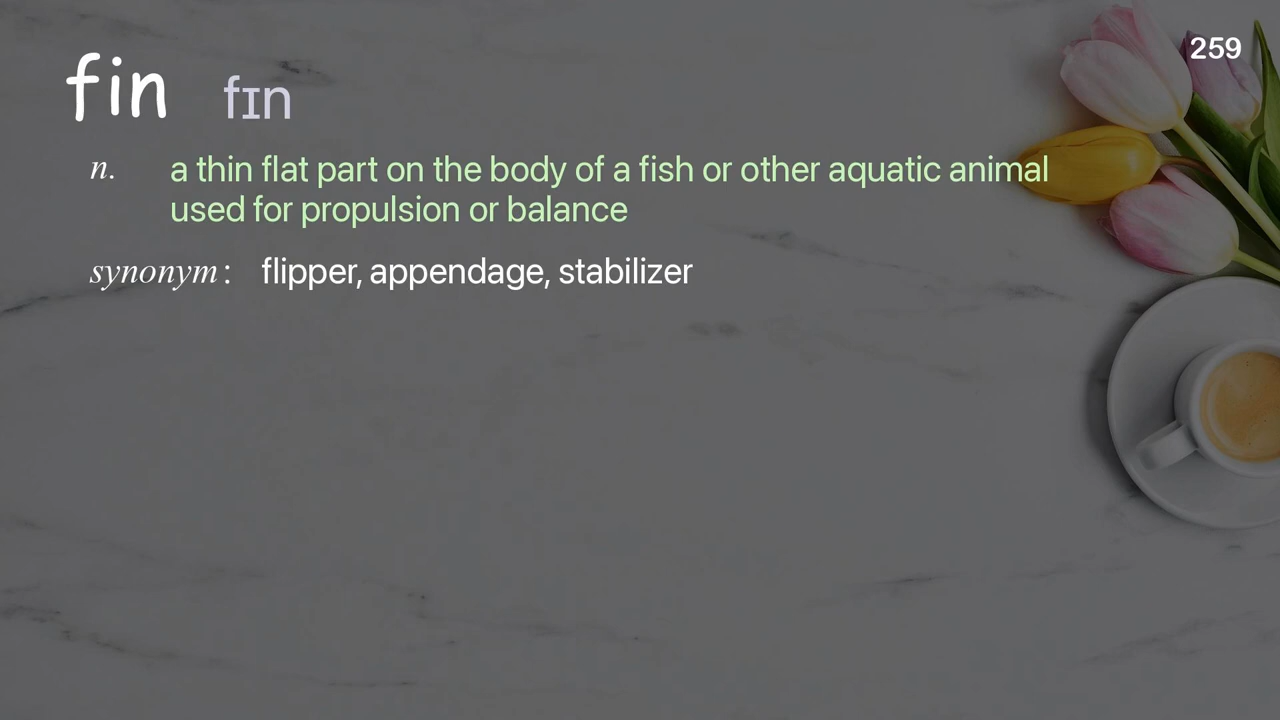 259
fin fɪn
n. a thin flat part on the body of a fish or other aquatic animal
used for propulsion or balance
synonym: flipper, appendage, stabilizer